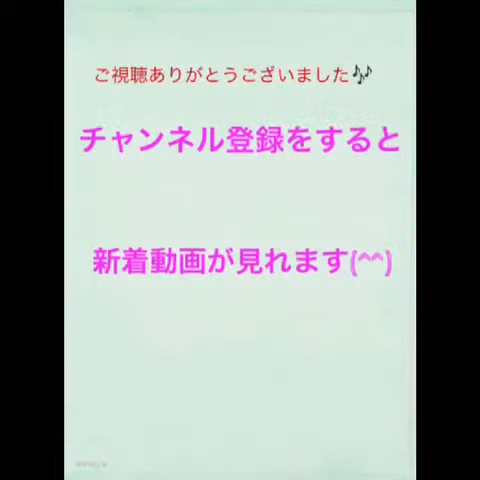 ご視聴ありがとうございました🎶
チャンネル登録をすると
新着動画が見れます(^^)